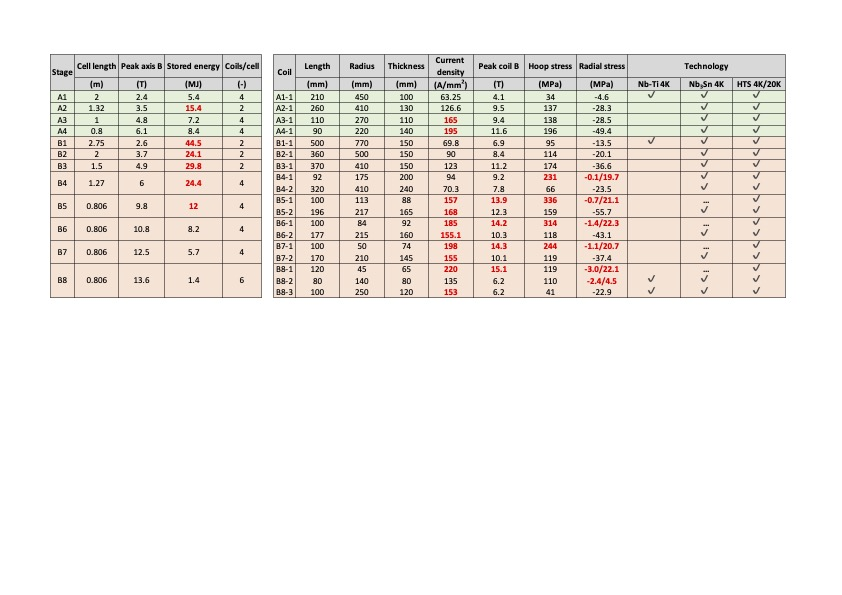 Stage Cell length Peak axis B Stored energy Coils/cell
(m) (T) (MJ) (-)
A1 2 2.4 5.4 4
A2 1.32 3.5 15.4 2
A3 1 4.8 7.2 4
A4 0.8 6.1 8.4 4
B1 2.75 2.6 44.5 2
B2 2 3.7 24.1 2
B3 1.5 4.9 29.8 2
B4 1.27 6 24.4 4
B5 0.806 9.8 12 4
B6 0.806 10.8 8.2 4
B7 0.806 12.5 5.7 4
B8 0.806 13.6 1.4 6
Coil Length Radius Thickness Current density Peak coil B Hoop stress Radial stress Technology
(mm) (mm) (mm) (A/mm²) (T) (MPa) (MPa) Nb-Ti 4K Nb₃Sn 4K HTS 4K/20K
A1-1 210 450 100 63.25 4.1 34 -4.6 ✓ ✓ ✓
A2-1 260 410 130 126.6 9.5 137 -28.3 ✓ ✓
A3-1 110 270 110 165 9.4 138 -28.5 ✓ ✓
A4-1 90 220 140 195 11.6 196 -49.4 ✓ ✓
B1-1 500 770 150 69.8 6.9 95 -13.5 ✓ ✓ ✓
B2-1 360 500 150 90 8.4 114 -20.1 ✓ ✓
B3-1 370 410 150 123 11.2 174 -36.6 ✓ ✓
B4-1 92 175 200 94 9.2 231 -0.1/19.7 ✓ ✓
B4-2 320 410 240 70.3 7.8 66 -23.5 ✓ ✓
B5-1 100 113 88 157 13.9 336 -0.7/21.1 ... ✓
B5-2 196 217 165 168 12.3 159 -55.7 ✓ ✓
B6-1 100 84 92 185 14.2 314 -1.4/22.3 ... ✓
B6-2 177 215 160 155.1 10.3 118 -43.1 ✓ ✓
B7-1 100 50 74 198 14.3 244 -1.1/20.7 ... ✓
B7-2 170 210 145 155 10.1 119 -37.4 ✓ ✓
B8-1 120 45 65 220 15.1 119 -3.0/22.1 ... ✓
B8-2 80 140 80 135 6.2 110 -2.4/4.5 ✓ ✓ ✓
B8-3 100 250 120 153 6.2 41 -22.9 ✓ ✓ ✓